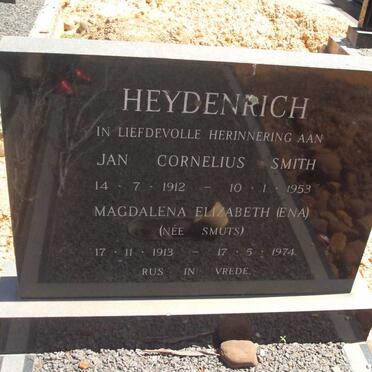 HEYDENRICH
IN LIEFDEVOLLE HERINNERING AAN
JAN CORNELIUS SMITH
14 · 7 · 1912 – 10 · 1 · 1953
MAGDALENA ELIZABETH (ENA)
(NÉE SMUTS)
17 · 11 · 1913 – 17 · 5 · 1974
RUS IN VREDE.